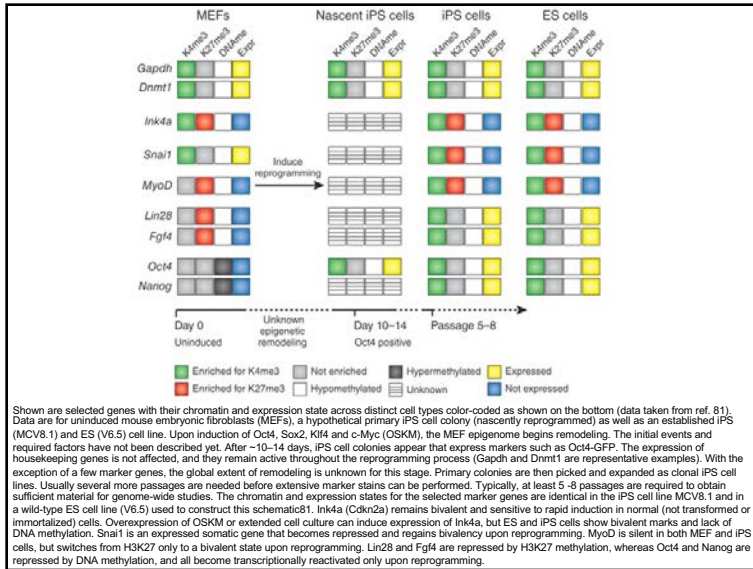 MEFs Nascent iPS cells iPS cells ES cells
K4me3 K27me3 DNAme Expr K4me3 K27me3 DNAme Expr K4me3 K27me3 DNAme Expr K4me3 K27me3 DNAme Expr
Gapdh
Dnmt1
Ink4a
Snai1
Induce
reprogramming
MyoD
Lin28
Fgf4
Oct4
Nanog
Day 0 Unknown Day 10–14 Passage 5–8
Uninduced epigenetic Oct4 positive
remodeling
Enriched for K4me3 Not enriched Hypermethylated Expressed
Enriched for K27me3 Hypomethylated Unknown Not expressed
Shown are selected genes with their chromatin and expression state across distinct cell types color-coded as shown on the bottom (data taken from ref. 81).
Data are for uninduced mouse embryonic fibroblasts (MEFs), a hypothetical primary iPS cell colony (nascently reprogrammed) as well as an established iPS
(MCV8.1) and ES (V6.5) cell line. Upon induction of Oct4, Sox2, Klf4 and c-Myc (OSKM), the MEF epigenome begins remodeling. The initial events and
required factors have not been described yet. After ~10–14 days, iPS cell colonies appear that express markers such as Oct4-GFP. The expression of
housekeeping genes is not affected, and they remain active throughout the reprogramming process (Gapdh and Dnmt1 are representative examples). With
the exception of a few marker genes, the global extent of remodeling is unknown for this stage. Primary colonies are then picked and expanded as clonal iPS cell
lines. Usually several more passages are needed before extensive marker stains can be performed. Typically, at least 5 -8 passages are required to obtain
sufficient material for genome-wide studies. The chromatin and expression states for the selected marker genes are identical in the iPS cell line MCV8.1 and in
a wild-type ES cell line (V6.5) used to construct this schematic81. Ink4a (Cdkn2a) remains bivalent and sensitive to rapid induction in normal (not transformed or
immortalized) cells. Overexpression of OSKM or extended cell culture can induce expression of Ink4a, but ES and iPS cells show bivalent marks and lack of
DNA methylation. Snai1 is an expressed somatic gene that becomes repressed and regains bivalency upon reprogramming. MyoD is silent in both MEF and iPS
cells, but switches from H3K27 only to a bivalent state upon reprogramming. Lin28 and Fgf4 are repressed by H3K27 methylation, whereas Oct4 and Nanog are
repressed by DNA methylation, and all become transcriptionally reactivated only upon reprogramming.